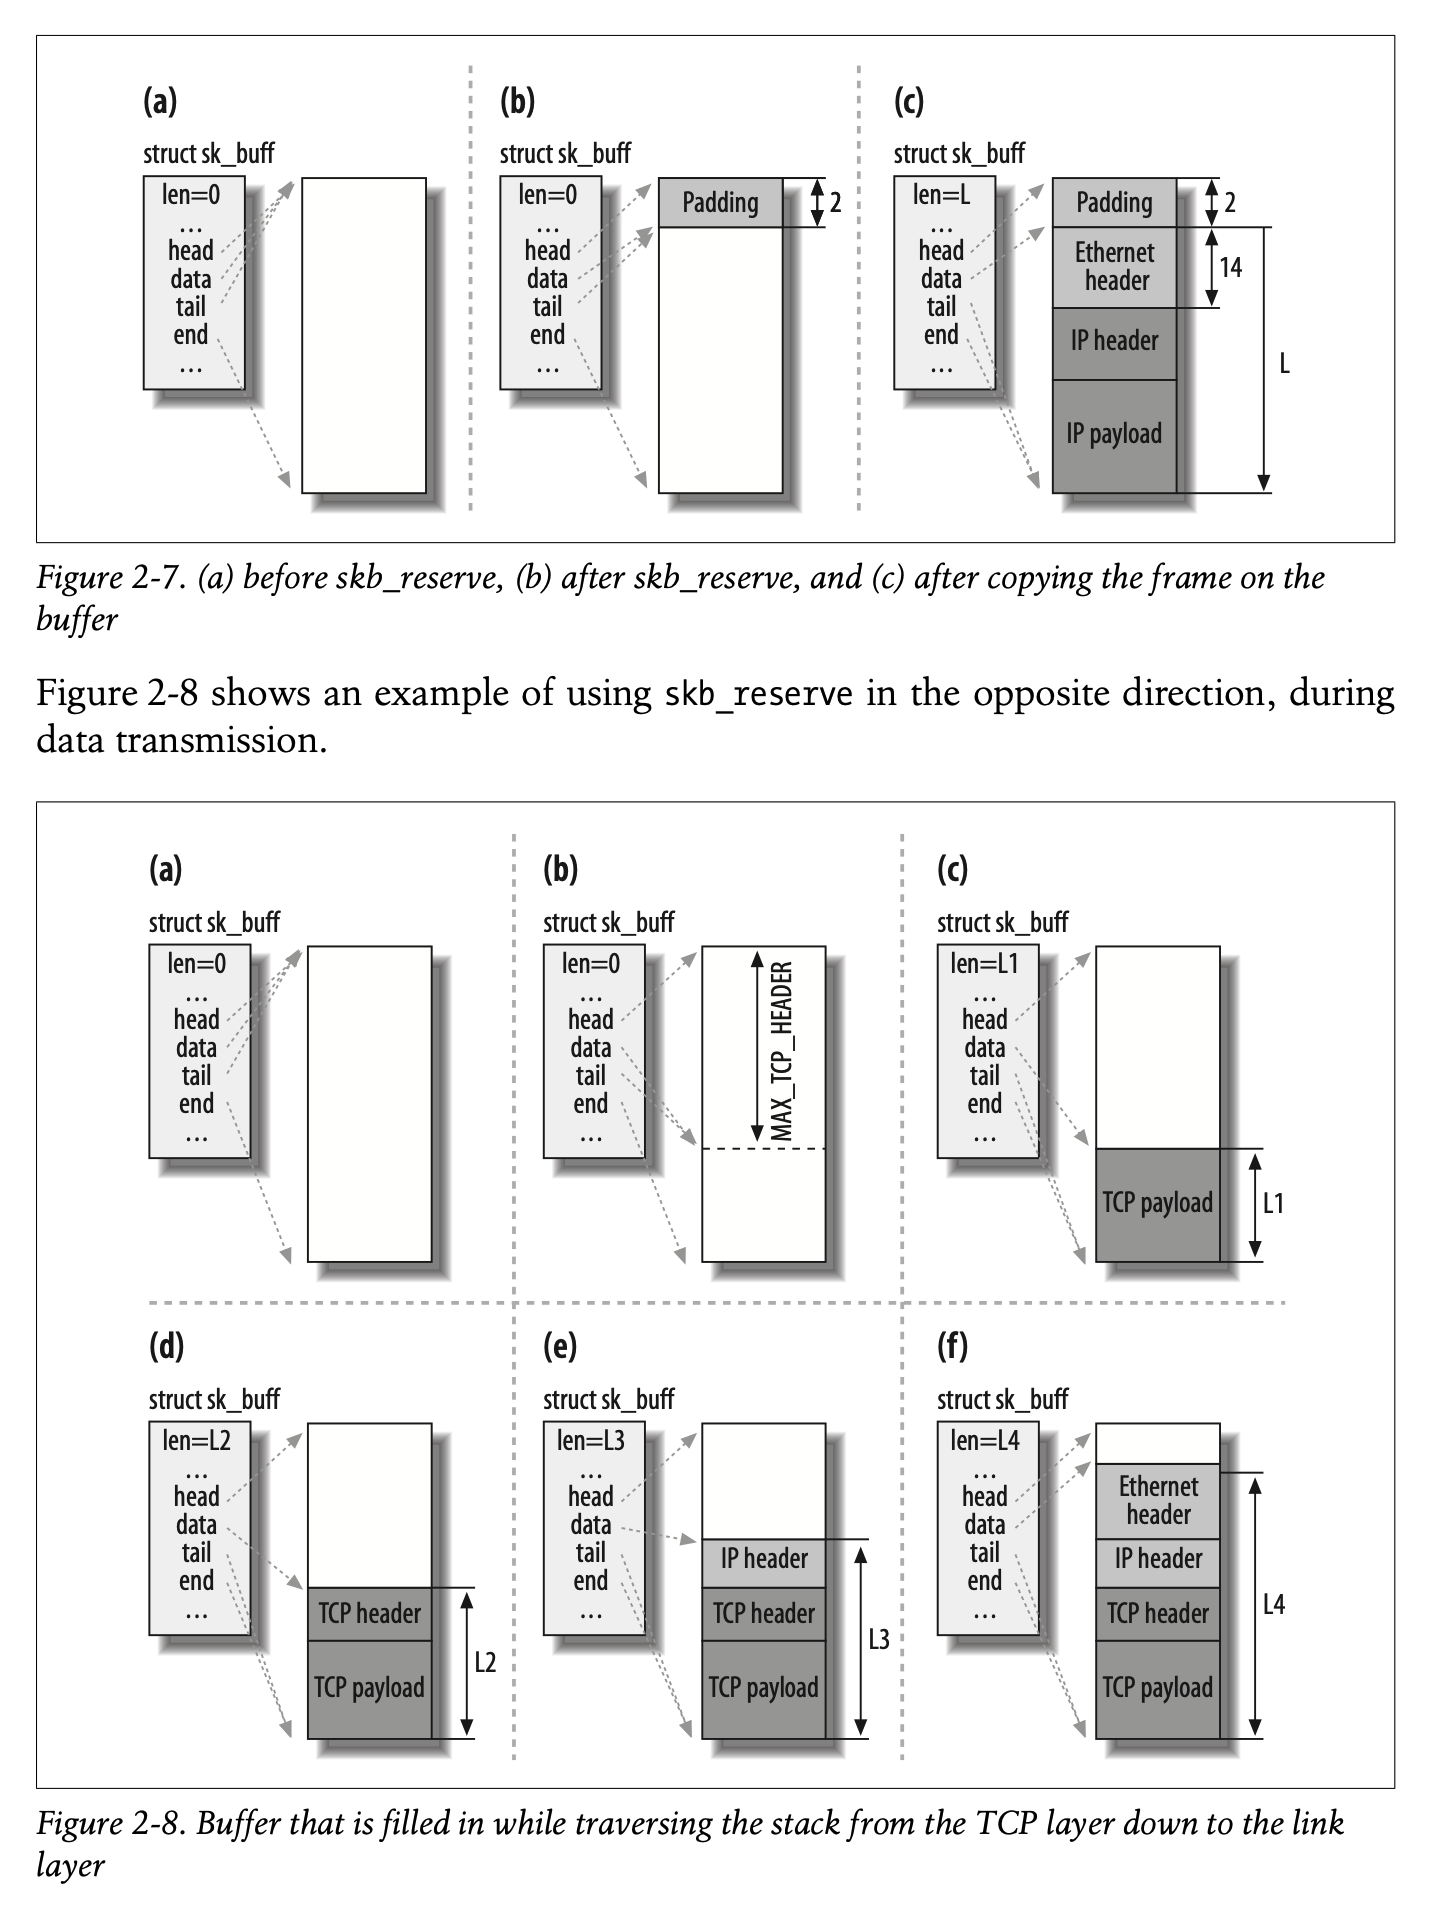 (a)
struct sk_buff
len=0
...
head
data
tail
end
...
(b)
struct sk_buff
len=0
...
head
data
tail
end
...
Padding
2
(c)
struct sk_buff
len=L
...
head
data
tail
end
...
Padding
2
Ethernet
header
14
IP header
IP payload
L
Figure 2-7. (a) before skb_reserve, (b) after skb_reserve, and (c) after copying the frame on the
buffer
Figure 2-8 shows an example of using skb_reserve in the opposite direction, during
data transmission.
(a)
struct sk_buff
len=0
...
head
data
tail
end
...
(b)
struct sk_buff
len=0
...
head
data
tail
end
...
MAX_TCP_HEADER
(c)
struct sk_buff
len=L1
...
head
data
tail
end
...
TCP payload
L1
(d)
struct sk_buff
len=L2
...
head
data
tail
end
...
TCP header
TCP payload
L2
(e)
struct sk_buff
len=L3
...
head
data
tail
end
...
IP header
TCP header
TCP payload
L3
(f)
struct sk_buff
len=L4
...
head
data
tail
end
...
Ethernet
header
IP header
TCP header
TCP payload
L4
Figure 2-8. Buffer that is filled in while traversing the stack from the TCP layer down to the link
layer